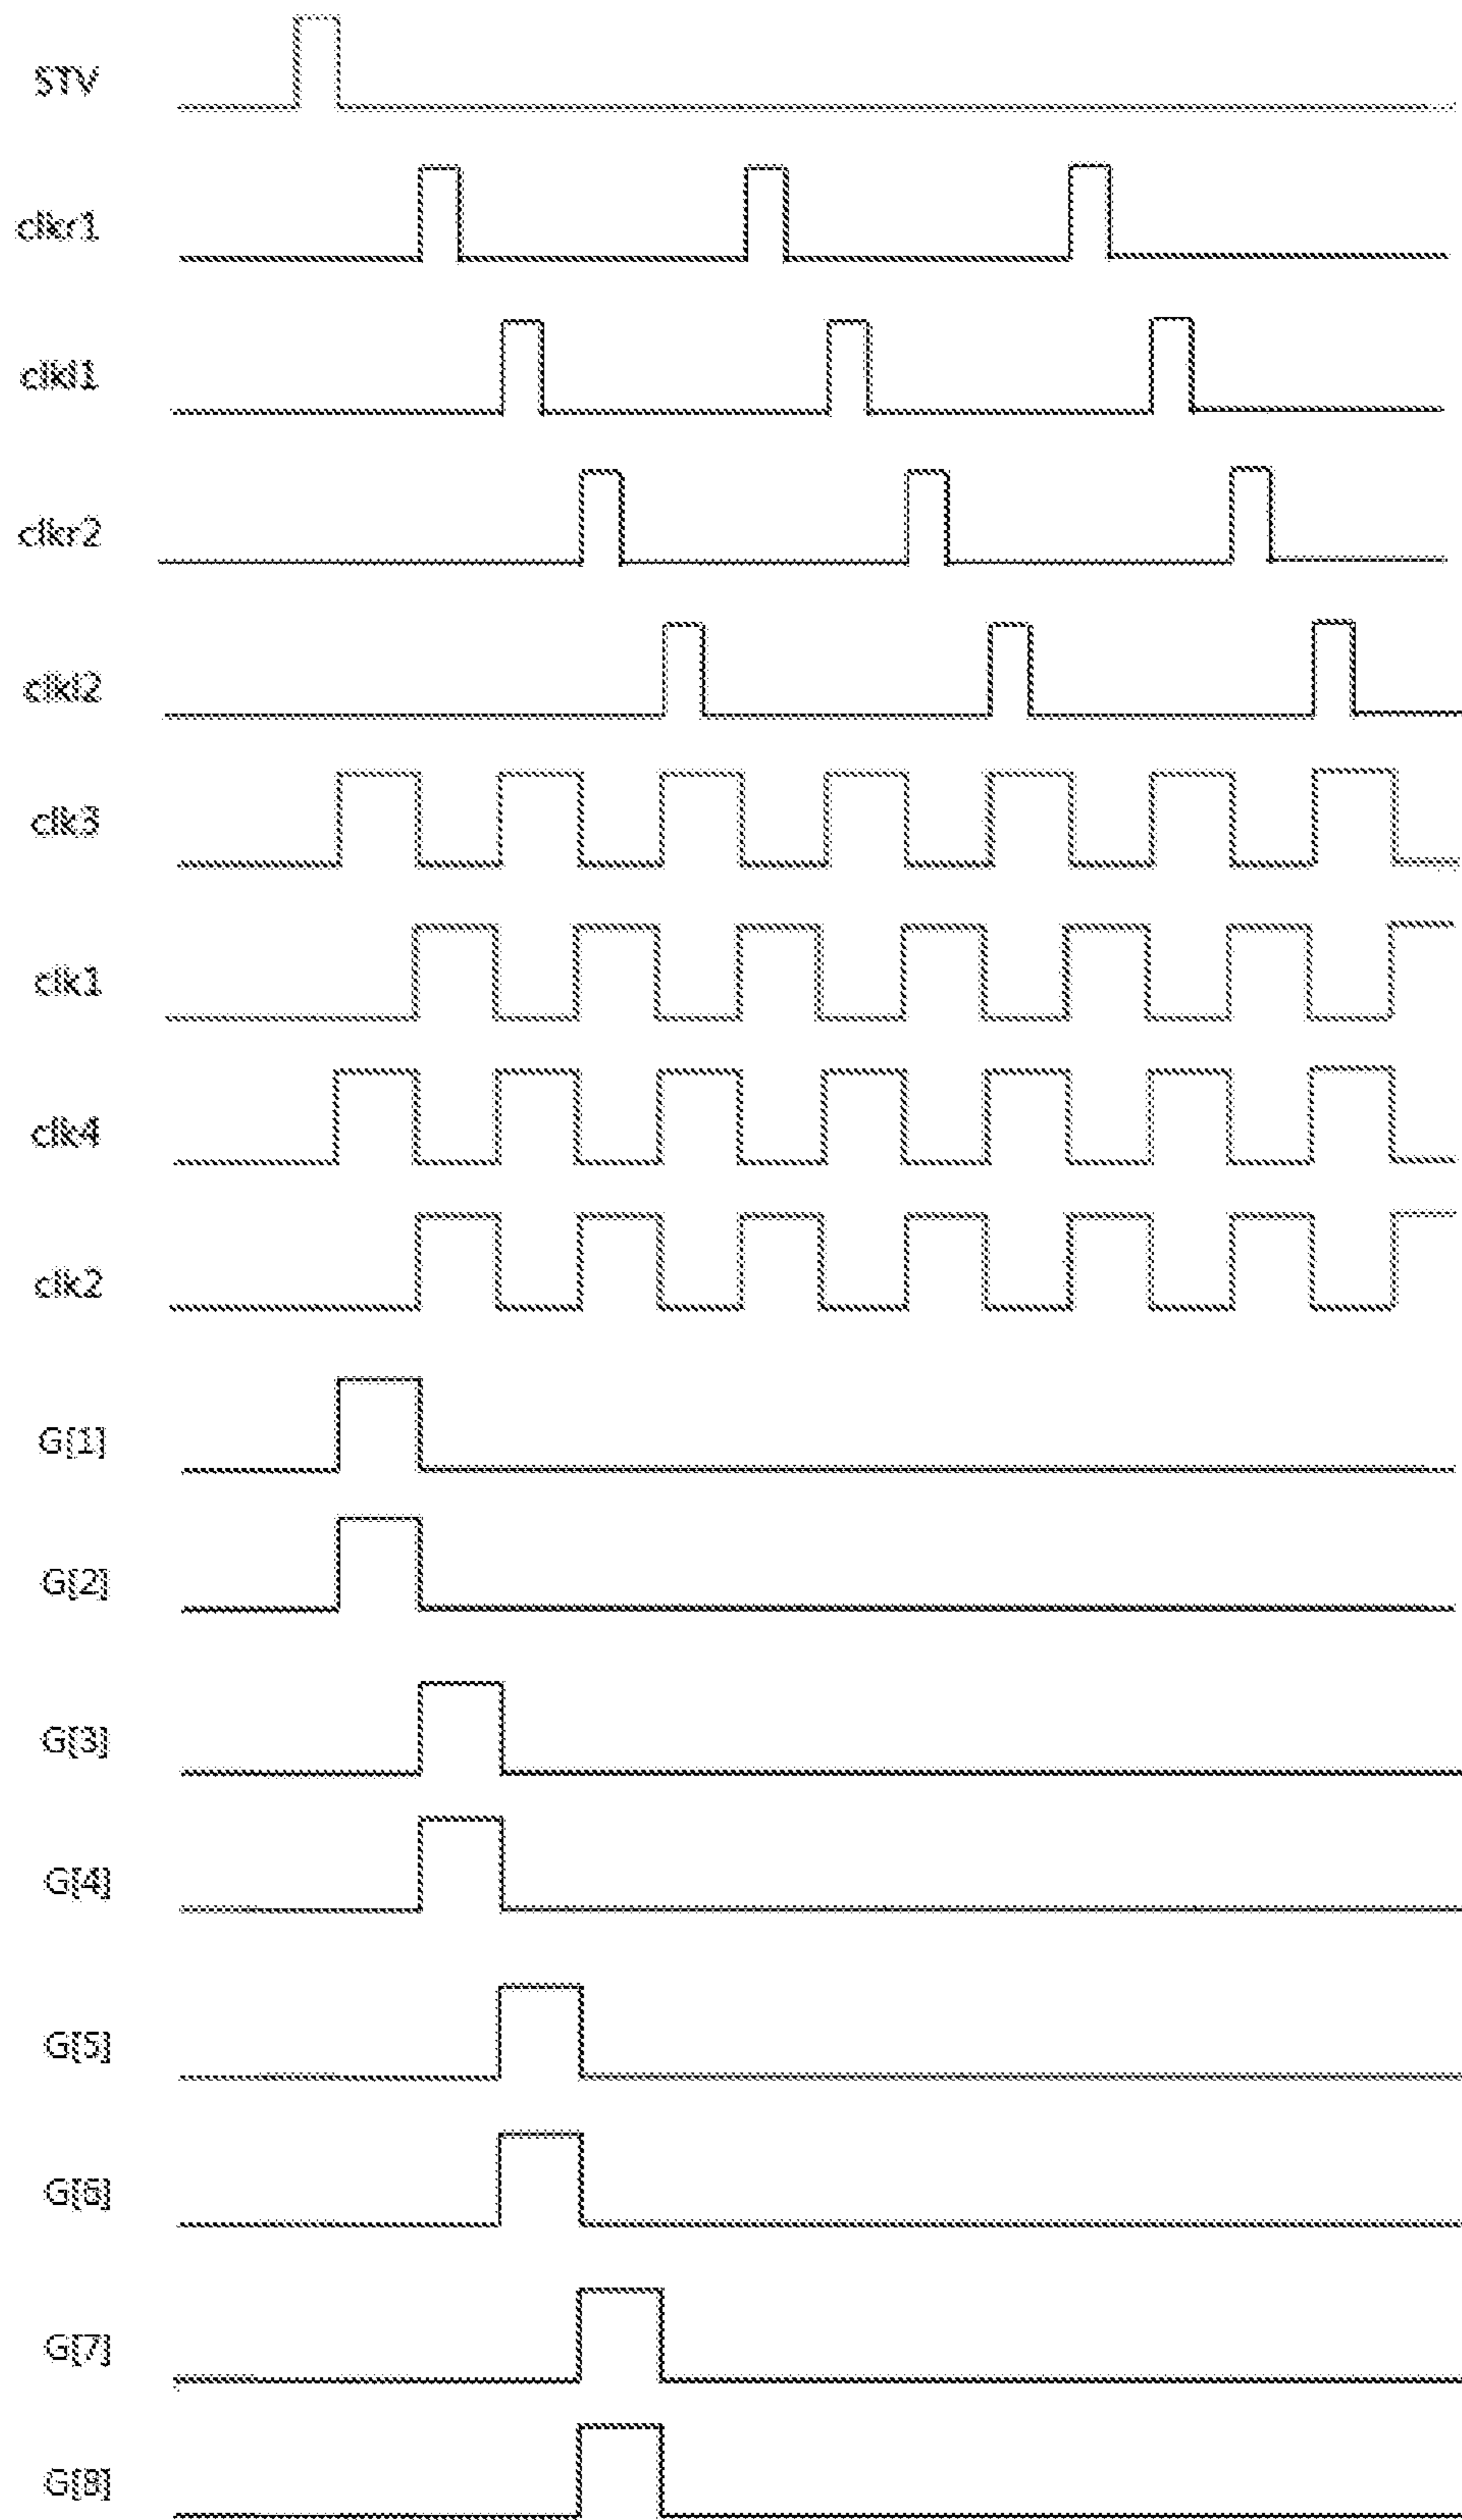 STV
clkr1
clkl1
clkr2
clkl2
clk3
clk1
clk4
clk2
G[1]
G[2]
G[3]
G[4]
G[5]
G[6]
G[7]
G[8]